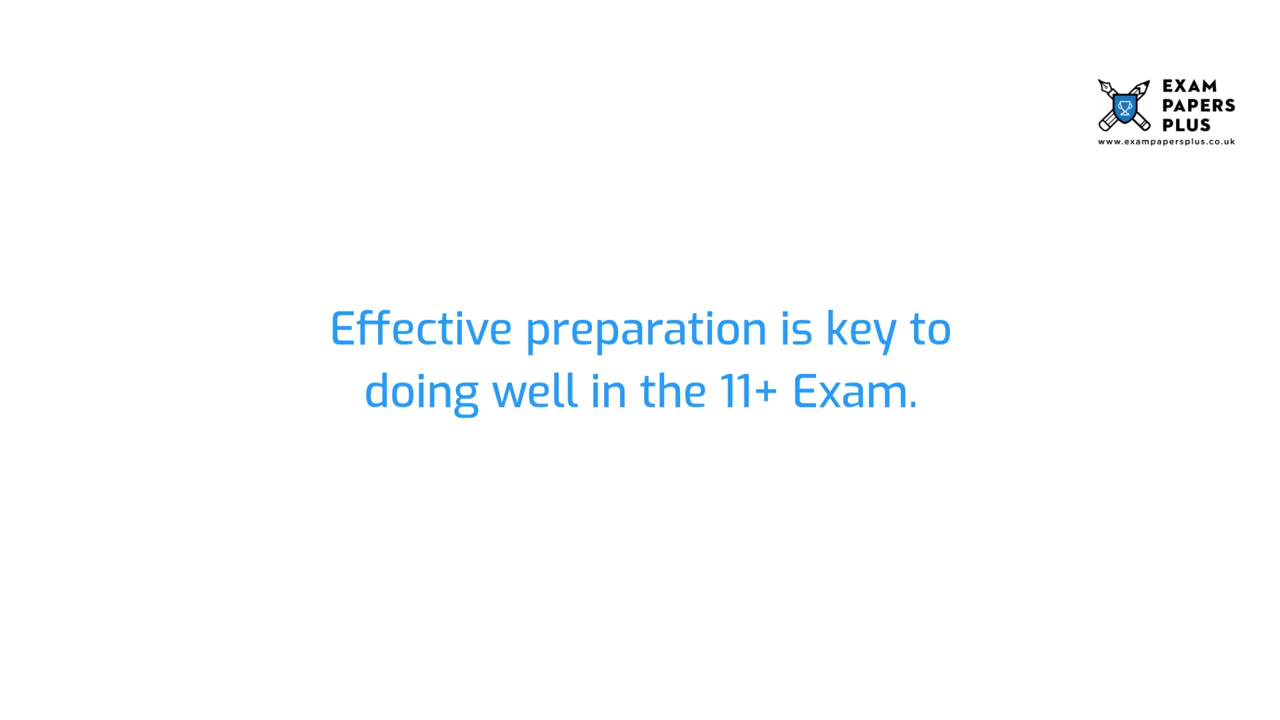 EXAM
PAPERS
PLUS
www.exampapersplus.co.uk
Effective preparation is key to
doing well in the 11+ Exam.